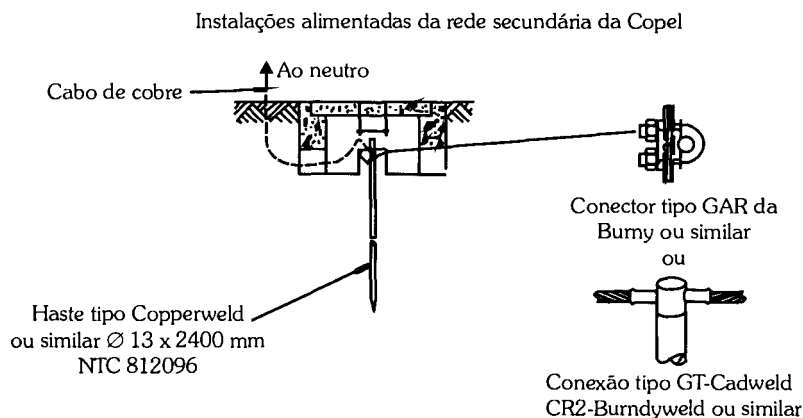 Instalações alimentadas da rede secundária da Copel
Ao neutro
Cabo de cobre
Conector tipo GAR da
Burny ou similar
ou
Haste tipo Copperweld
ou similar Ø 13 x 2400 mm
NTC 812096
Conexão tipo GT-Cadweld
CR2-Burndyweld ou similar